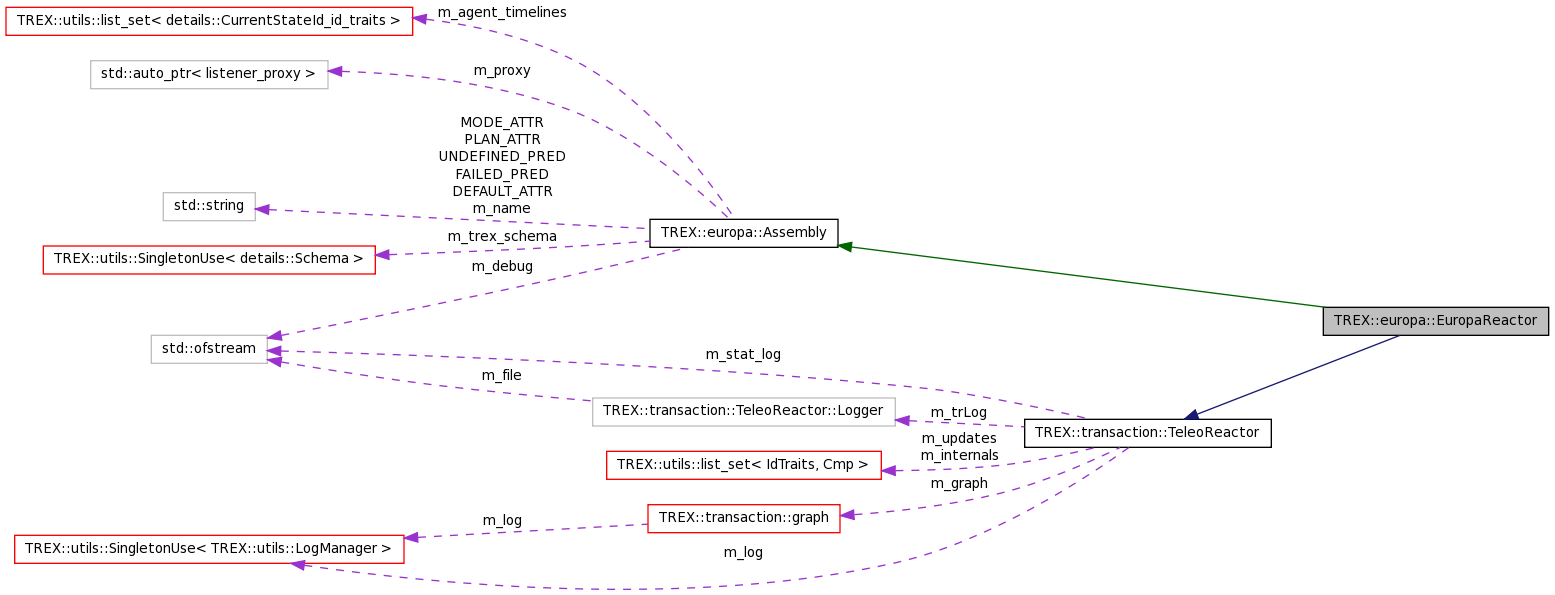 m_agent_timelines
TREX::utils::list_set< details::CurrentStateId_id_traits >
m_proxy
std::auto_ptr< listener_proxy >
MODE_ATTR
PLAN_ATTR
UNDEFINED_PRED
FAILED_PRED
DEFAULT_ATTR
m_name
std::string
TREX::europa::Assembly
m_trex_schema
TREX::utils::SingletonUse< details::Schema >
m_debug
TREX::europa::EuropaReactor
std::ofstream
m_stat_log
m_file
TREX::transaction::TeleoReactor::Logger
m_trLog
TREX::transaction::TeleoReactor
m_updates
m_internals
TREX::utils::list_set< IdTraits, Cmp >
m_graph
TREX::transaction::graph
m_log
TREX::utils::SingletonUse< TREX::utils::LogManager >
m_log